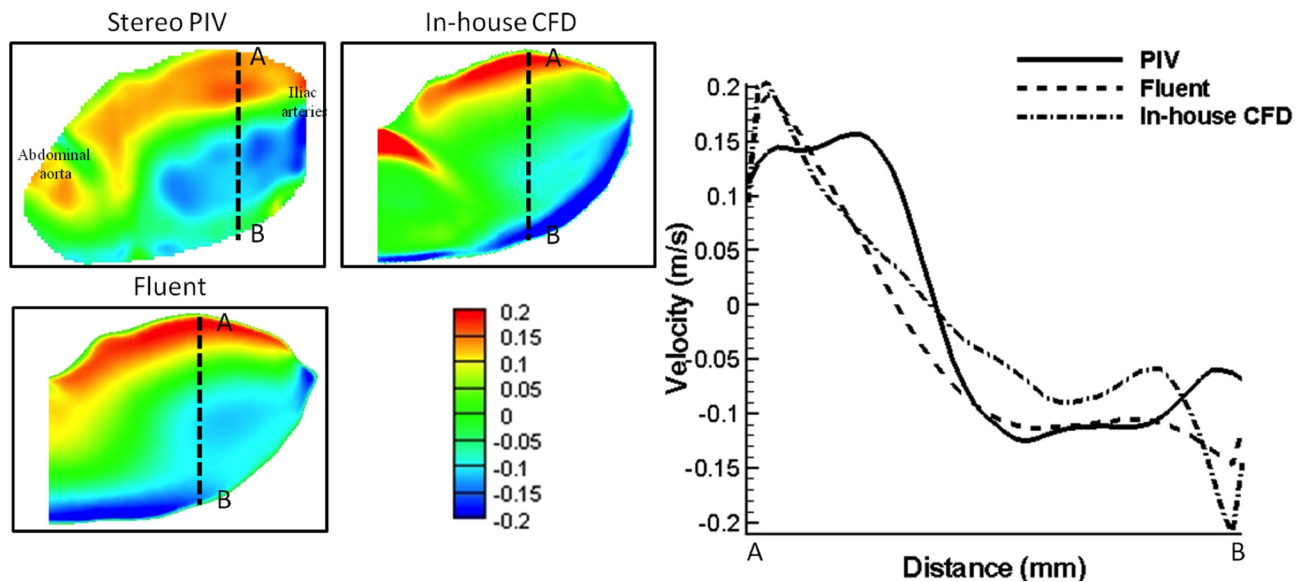 Stereo PIV
In-house CFD
A
Iliac
arteries
Abdominal
aorta
B
A
B
Fluent
A
B
0.2
0.15
0.1
0.05
0
-0.05
-0.1
-0.15
-0.2
PIV
Fluent
In-house CFD
Velocity (m/s)
0.2
0.15
0.1
0.05
0
-0.05
-0.1
-0.15
-0.2
A
B
Distance (mm)